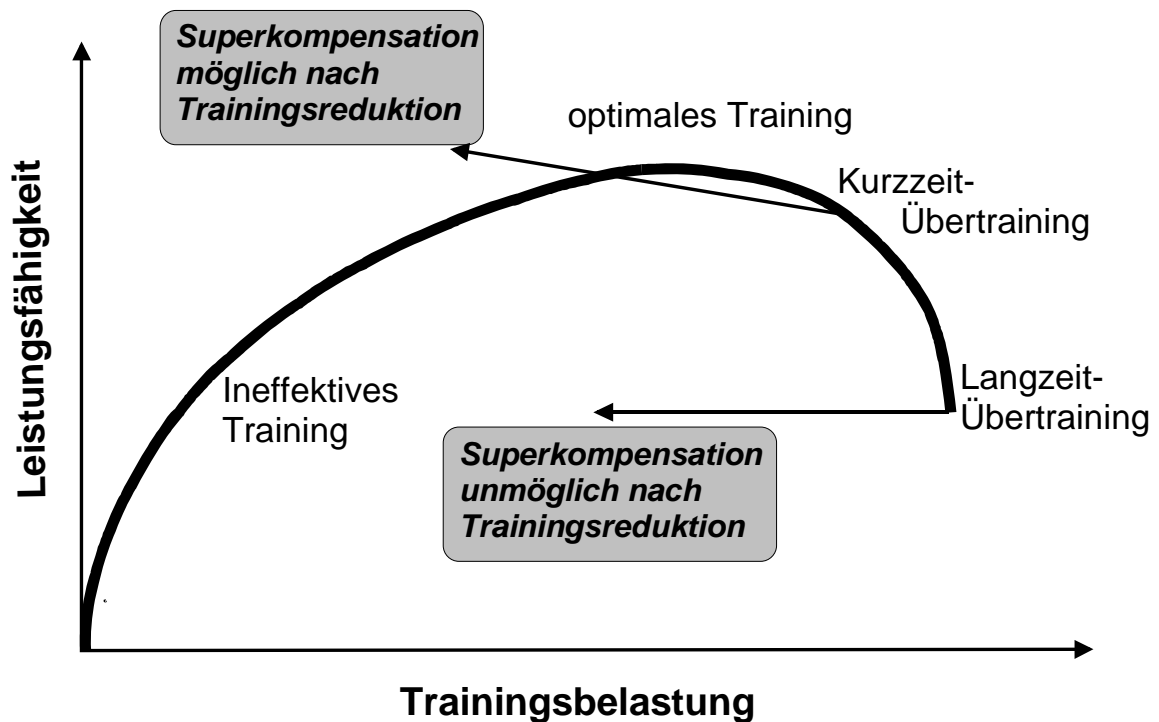 Superkompensation
möglich nach
Trainingsreduktion
optimales Training
Kurzzeit-
Übertraining
Leistungsfähigkeit
Ineffektives
Training
Langzeit-
Übertraining
Superkompensation
unmöglich nach
Trainingsreduktion
Trainingsbelastung